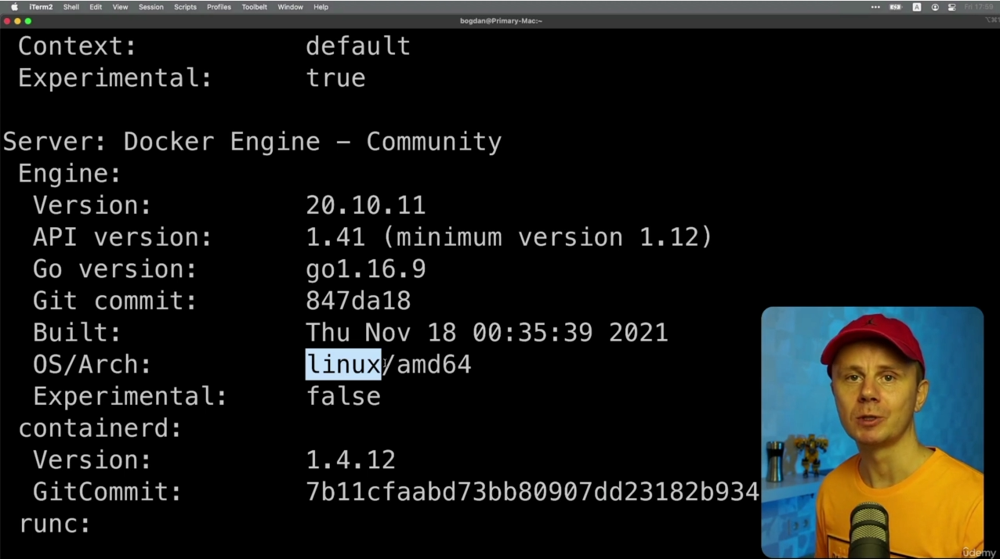 iTerm2 Shell Edit View Session Scripts Profiles Toolbelt Window Help A Fri 17:59
bogdan@Primary-Mac:~
Context: default
Experimental: true
Server: Docker Engine – Community
Engine:
Version: 20.10.11
API version: 1.41 (minimum version 1.12)
Go version: go1.16.9
Git commit: 847da18
Built: Thu Nov 18 00:35:39 2021
OS/Arch: linux/amd64
Experimental: false
containerd:
Version: 1.4.12
GitCommit: 7b11cfaabd73bb80907dd23182b934
runc:
udemy